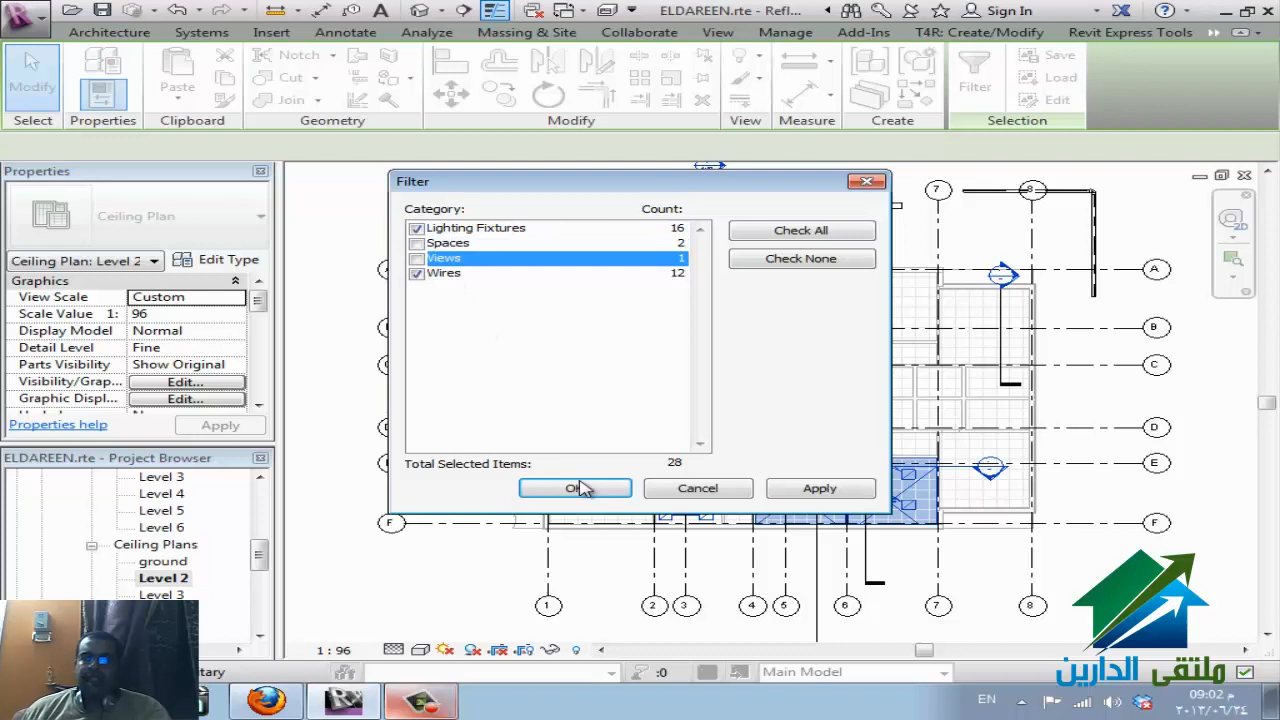 ELDAREEN.rte - Refl...
Sign In
Architecture Systems Insert Annotate Analyze Massing & Site Collaborate View Manage Add-Ins T4R: Create/Modify Revit Express Tools
Modify
Paste
Notch
Cut
Join
Filter
Save
Load
Edit
Select Properties Clipboard Geometry Modify View Measure Create Selection
Properties
Ceiling Plan
Ceiling Plan: Level 2
Edit Type
Graphics
View Scale Custom
Scale Value 1: 96
Display Model Normal
Detail Level Fine
Parts Visibility Show Original
Visibility/Grap... Edit...
Graphic Displ... Edit...
Properties help
Apply
ELDAREEN.rte - Project Browser
Level 3
Level 4
Level 5
Level 6
Ceiling Plans
ground
Level 2
Level 3
Filter
Category: Count:
Lighting Fixtures 16
Spaces 2
Views 1
Wires 12
Check All
Check None
Total Selected Items: 28
OK
Cancel
Apply
7 8
A A
B
C
D
E
F F
1 2 3 4 5 6 7 8
1 : 96
:0
Main Model
ملتقى الدارين
EN
09:02 م
٢٠١٣/٠٦/٢٤